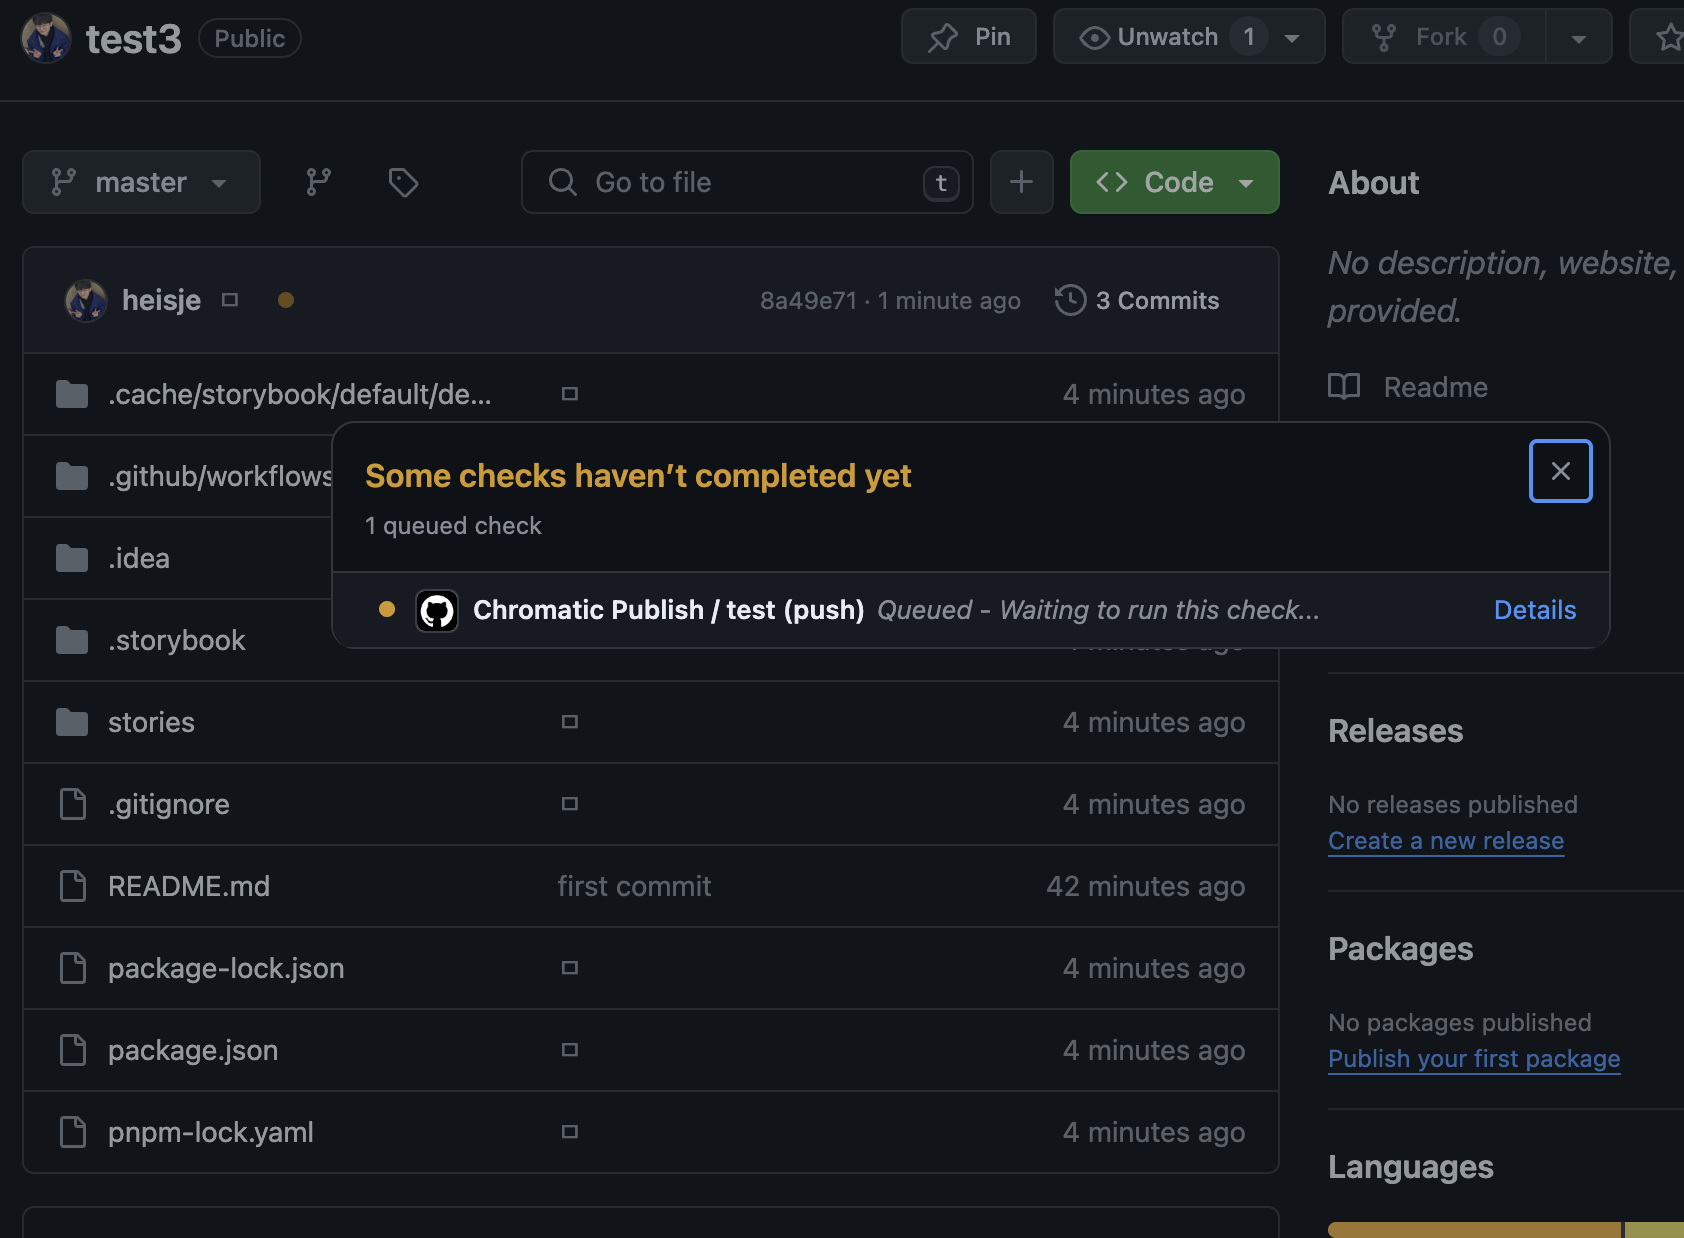 test3 Public Pin Unwatch 1 Fork 0
master Go to file t Code
About
No description, website,
provided.
Readme
heisje 8a49e71 · 1 minute ago 3 Commits
.cache/storybook/default/de... 4 minutes ago
.github/workflows
.idea
.storybook
Some checks haven't completed yet
1 queued check
Chromatic Publish / test (push) Queued - Waiting to run this check... Details
stories 4 minutes ago
.gitignore 4 minutes ago
README.md first commit 42 minutes ago
package-lock.json 4 minutes ago
package.json 4 minutes ago
pnpm-lock.yaml 4 minutes ago
Releases
No releases published
Create a new release
Packages
No packages published
Publish your first package
Languages